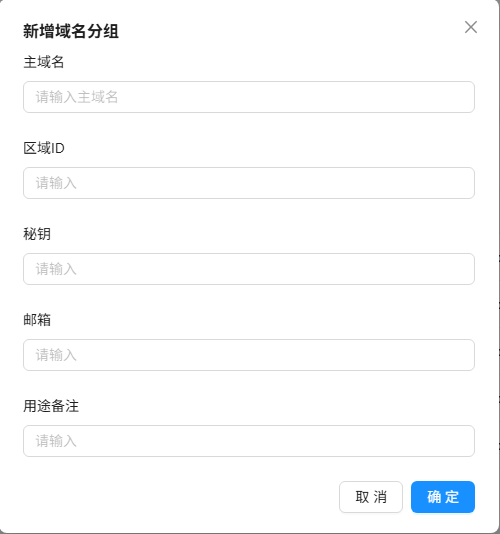 新增域名分组
主域名
请输入主域名
区域ID
请输入
秘钥
请输入
邮箱
请输入
用途备注
请输入
取 消
确 定